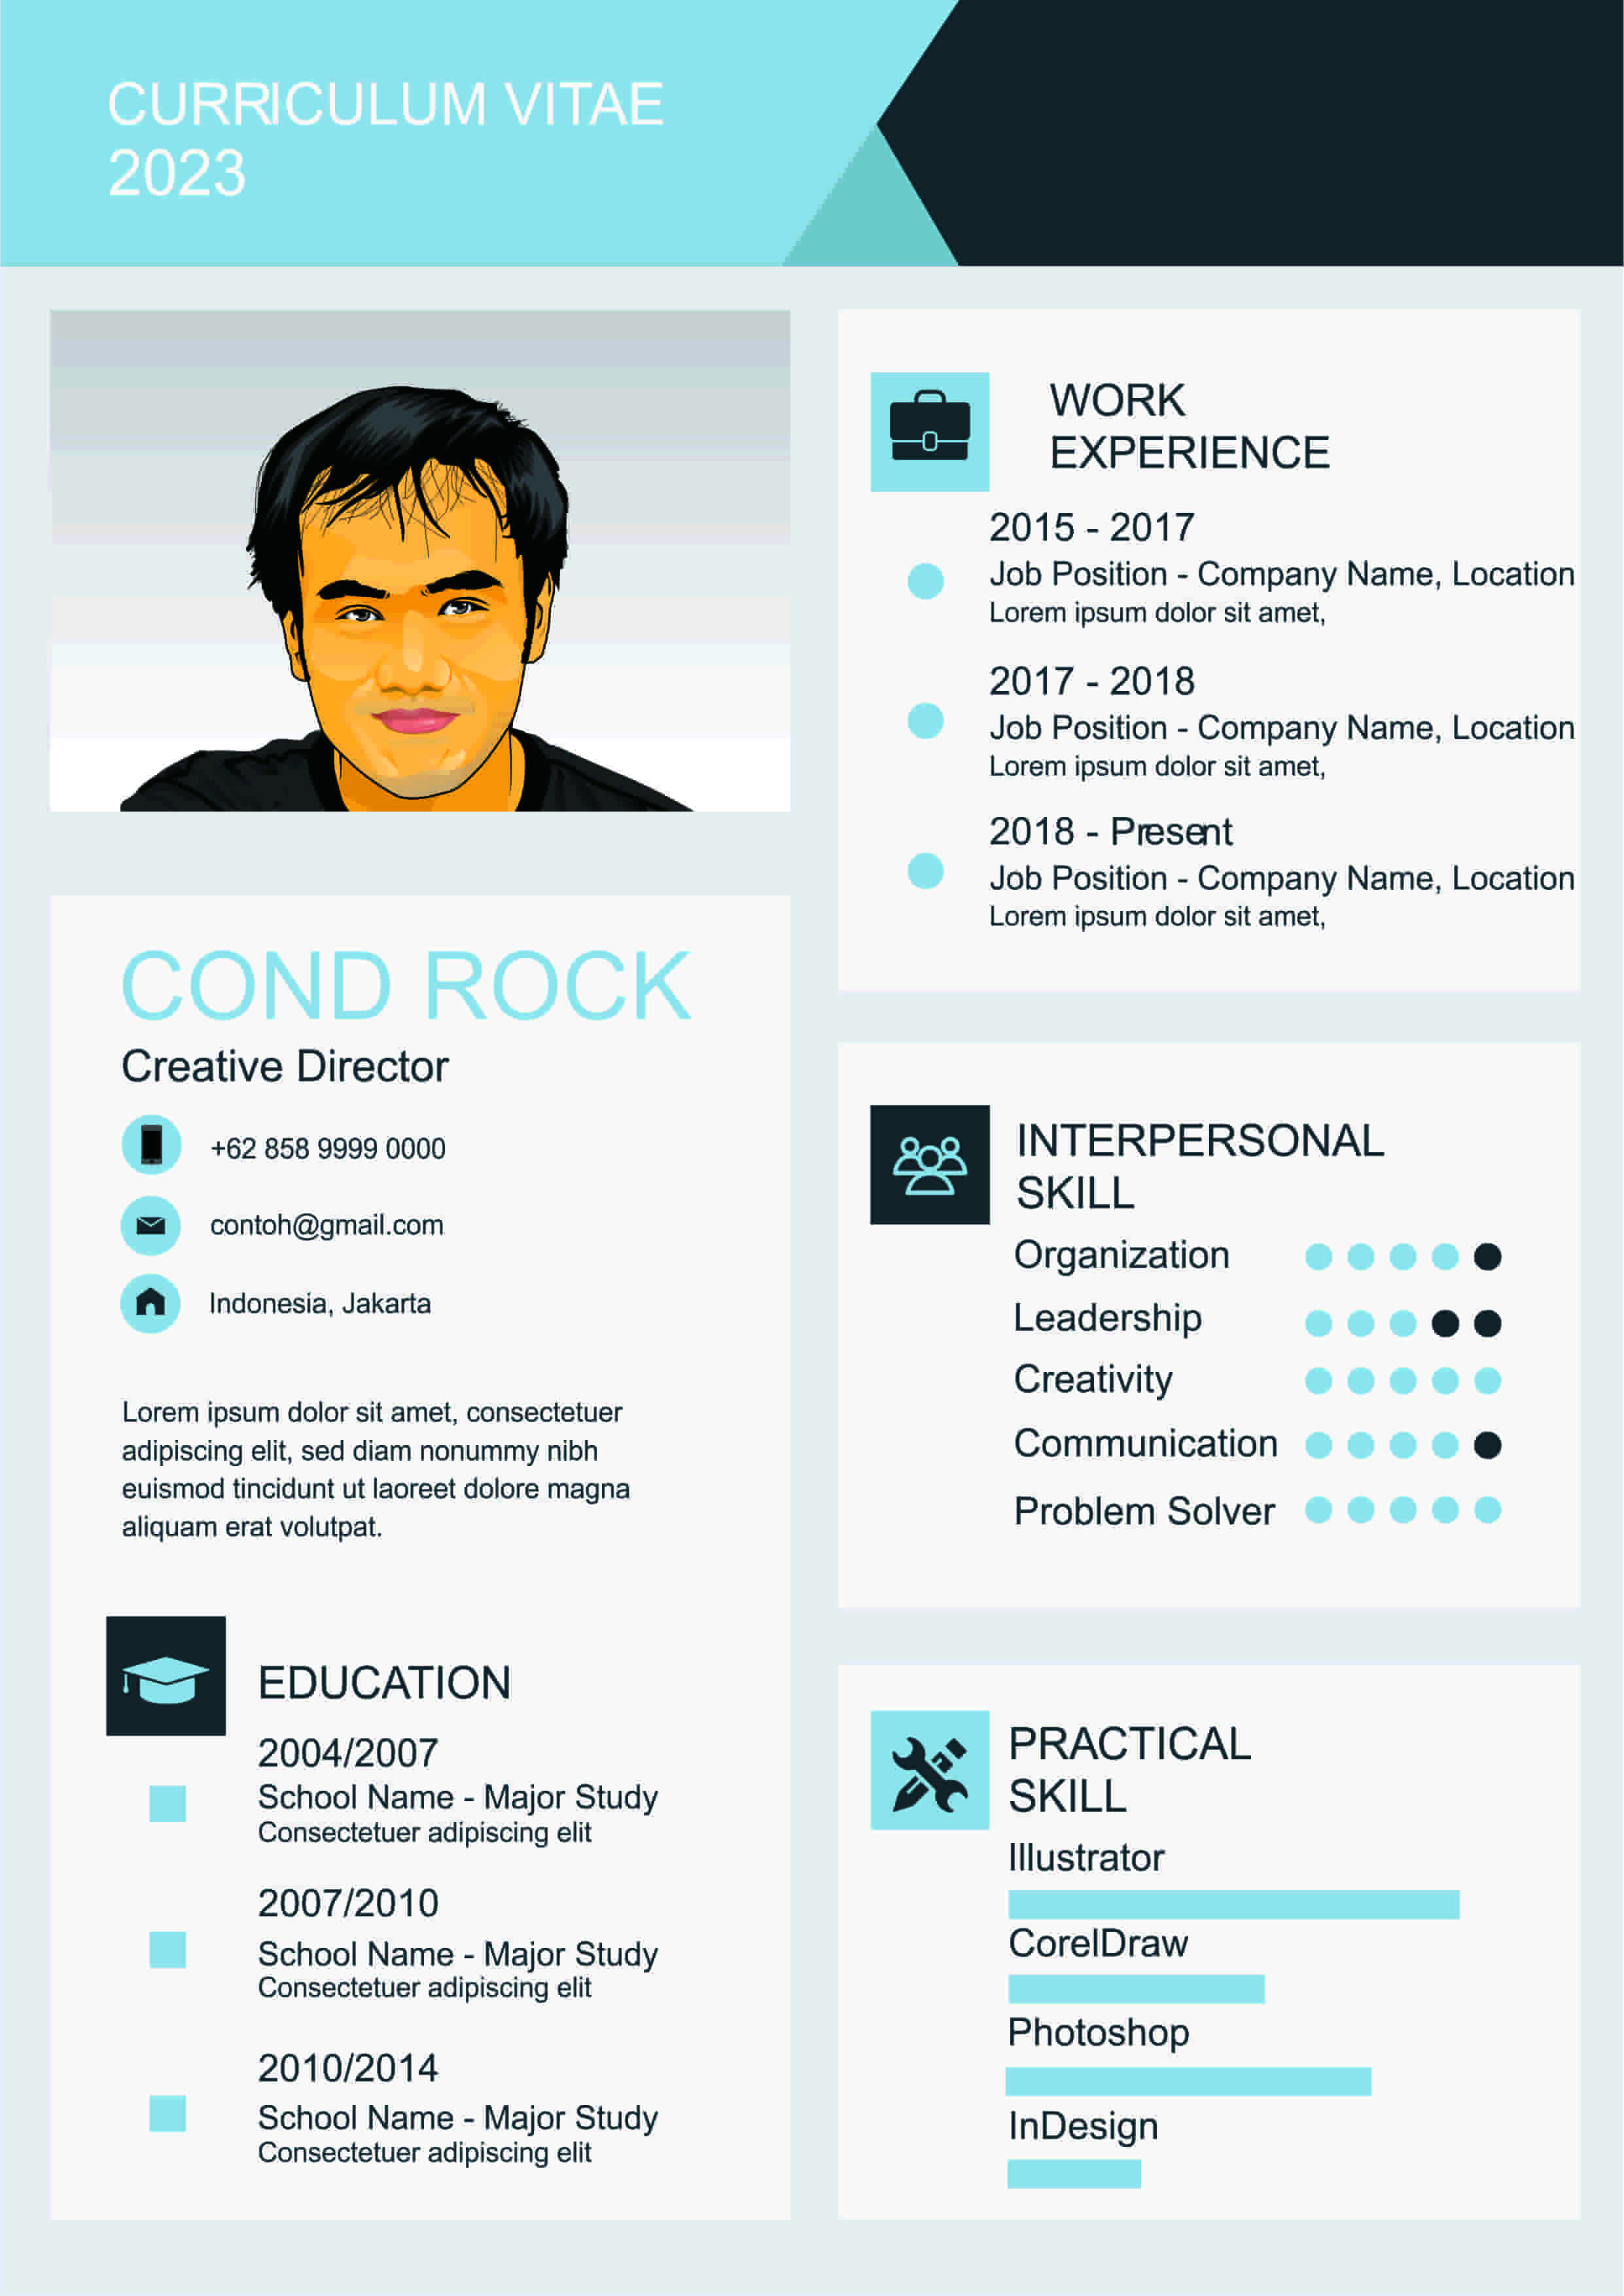 CURRICULUM VITAE
2023
COND ROCK
Creative Director
+62 858 9999 0000
contoh@gmail.com
Indonesia, Jakarta
Lorem ipsum dolor sit amet, consectetuer
adipiscing elit, sed diam nonummy nibh
euismod tincidunt ut laoreet dolore magna
aliquam erat volutpat.
EDUCATION
2004/2007
School Name - Major Study
Consectetuer adipiscing elit
2007/2010
School Name - Major Study
Consectetuer adipiscing elit
2010/2014
School Name - Major Study
Consectetuer adipiscing elit
WORK
EXPERIENCE
2015 - 2017
Job Position - Company Name, Location
Lorem ipsum dolor sit amet,
2017 - 2018
Job Position - Company Name, Location
Lorem ipsum dolor sit amet,
2018 - Present
Job Position - Company Name, Location
Lorem ipsum dolor sit amet,
INTERPERSONAL
SKILL
Organization
Leadership
Creativity
Communication
Problem Solver
PRACTICAL
SKILL
Illustrator
CorelDraw
Photoshop
InDesign